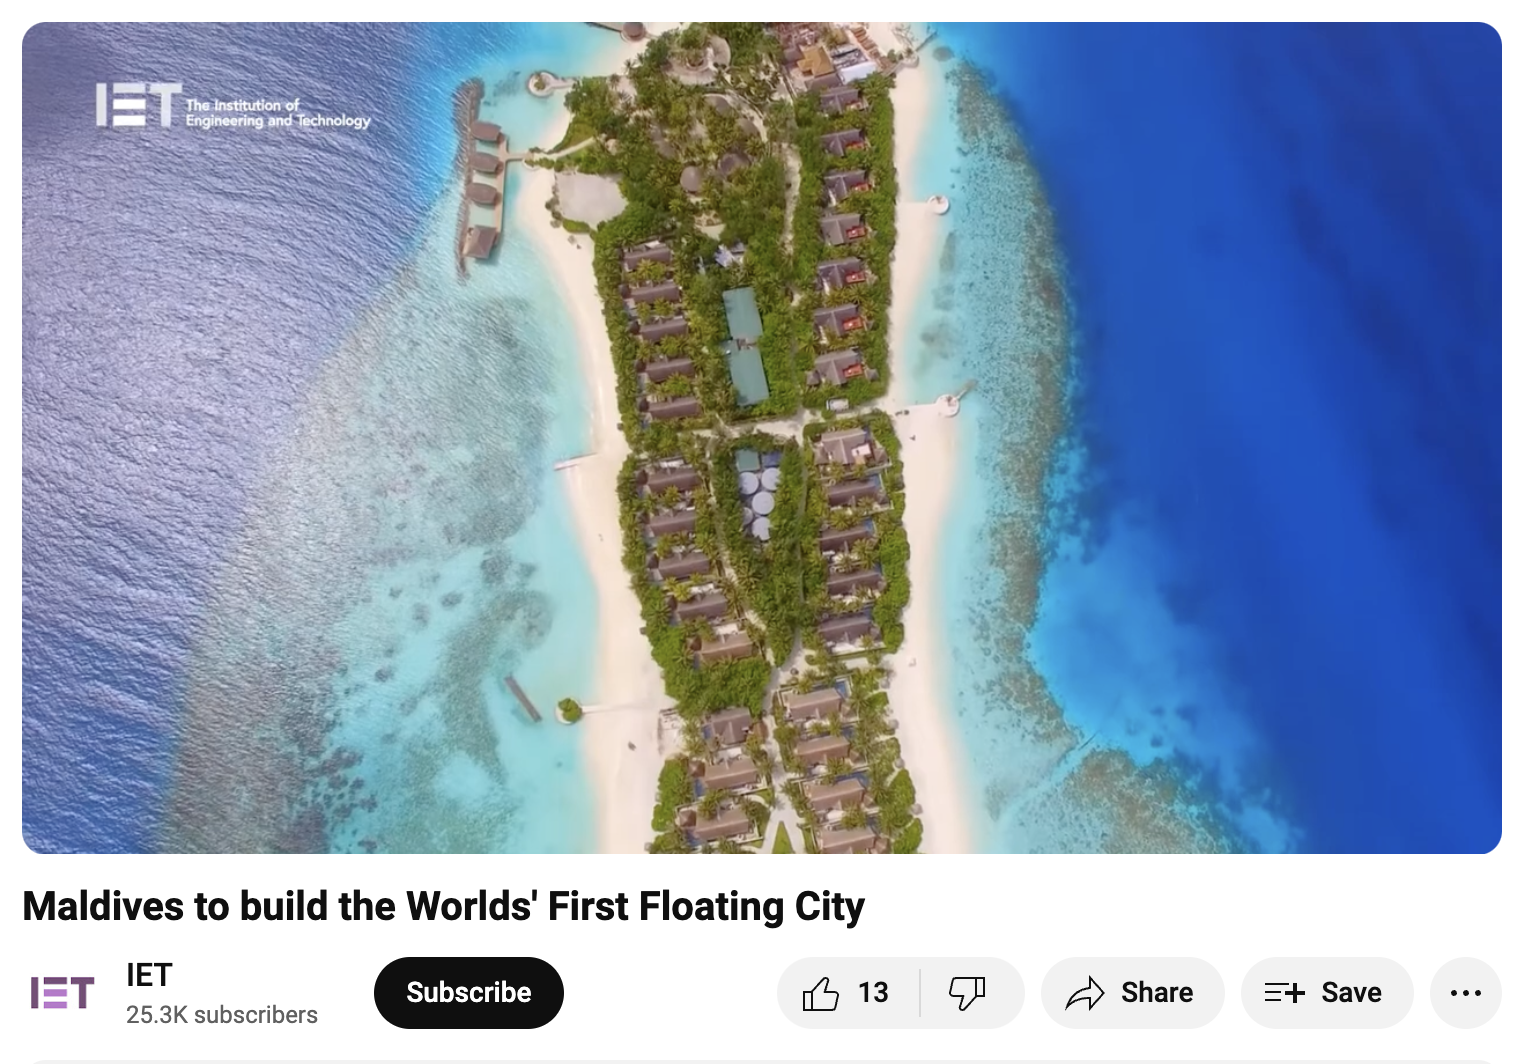 IET The Institution of
Engineering and Technology
Maldives to build the Worlds' First Floating City
IET
IET
25.3K subscribers
Subscribe
13
Share
Save